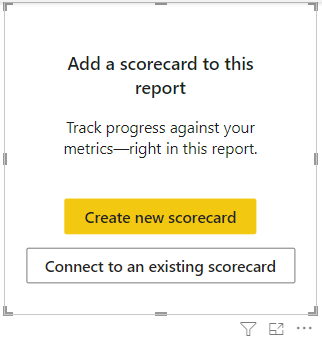 Add a scorecard to this
report
Track progress against your
metrics—right in this report.
Create new scorecard
Connect to an existing scorecard